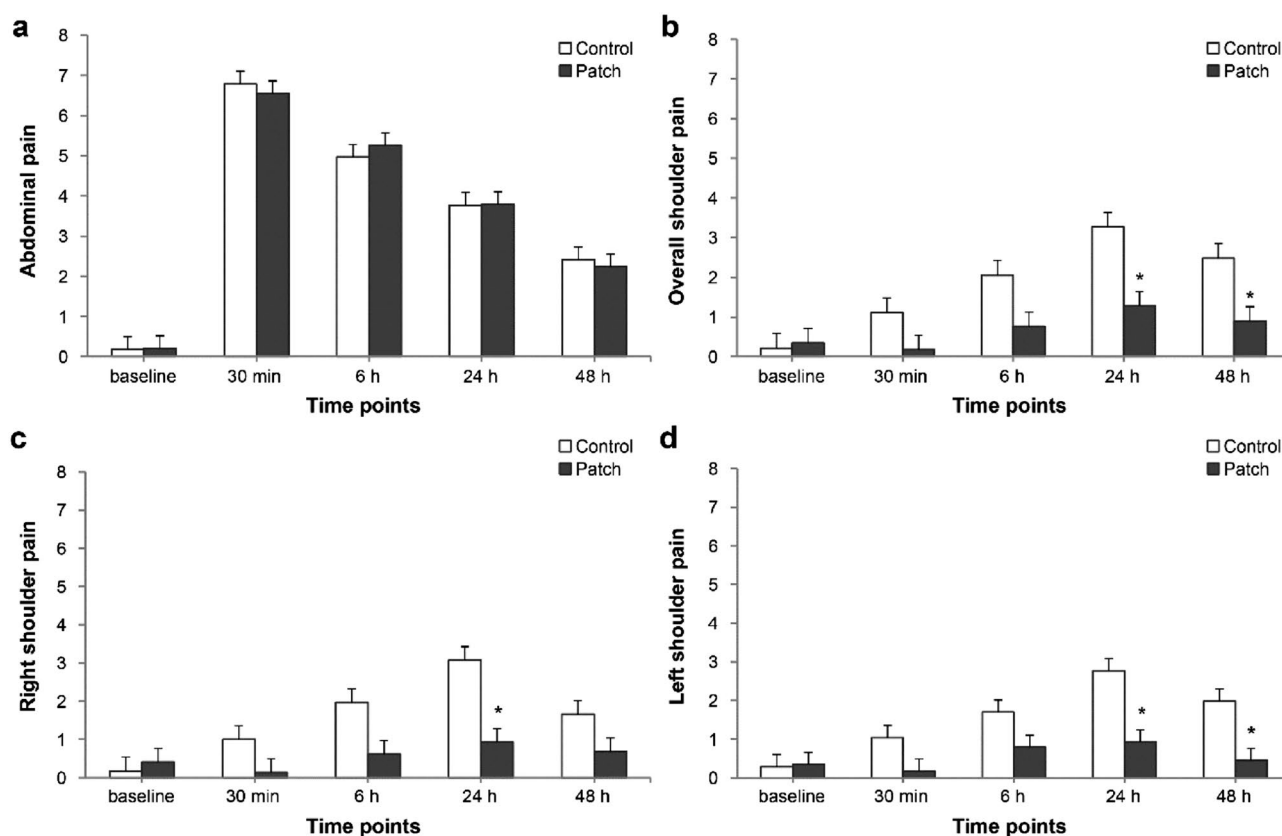 a
Control
Patch
Abdominal pain
8
7
6
5
4
3
2
1
0
baseline 30 min 6 h 24 h 48 h
Time points
b
Control
Patch
Overall shoulder pain
8
7
6
5
4
3
2
1
0
* *
baseline 30 min 6 h 24 h 48 h
Time points
c
Control
Patch
Right shoulder pain
8
7
6
5
4
3
2
1
0
*
baseline 30 min 6 h 24 h 48 h
Time points
d
Control
Patch
Left shoulder pain
8
7
6
5
4
3
2
1
0
* *
baseline 30 min 6 h 24 h 48 h
Time points